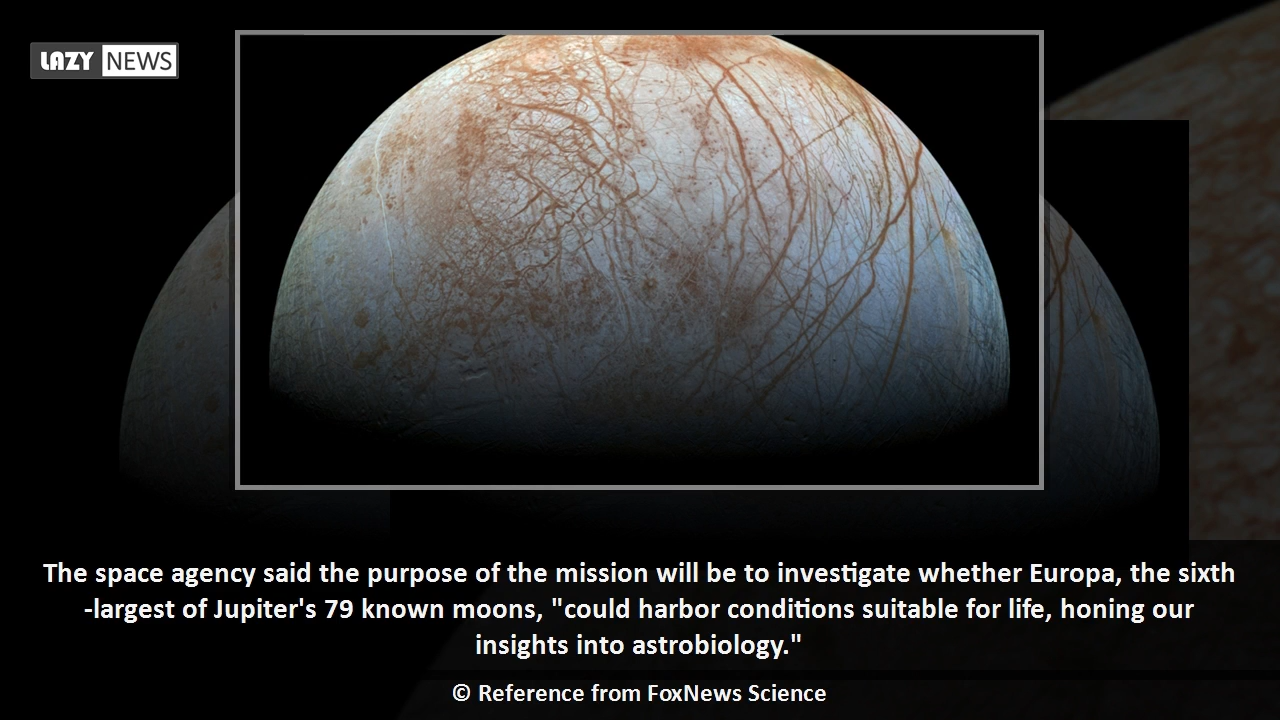 LAZY NEWS
The space agency said the purpose of the mission will be to investigate whether Europa, the sixth
-largest of Jupiter's 79 known moons, "could harbor conditions suitable for life, honing our
insights into astrobiology."
© Reference from FoxNews Science